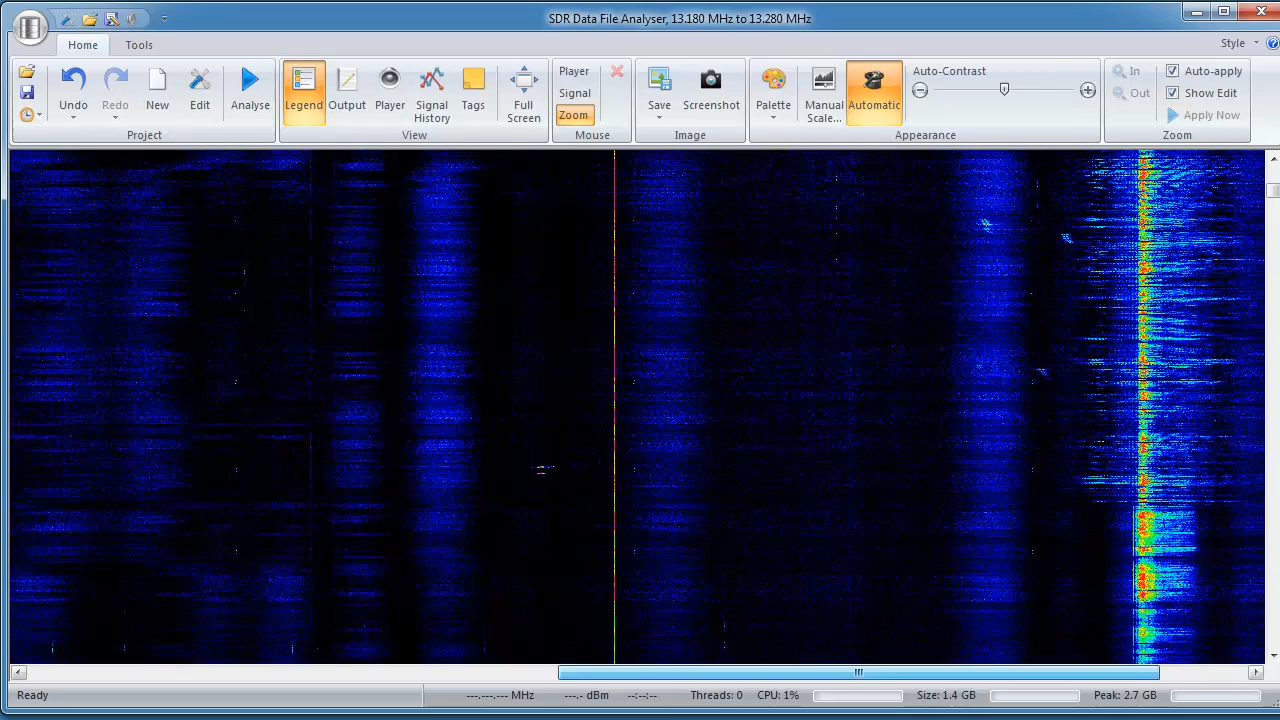 SDR Data File Analyser, 13.180 MHz to 13.280 MHz
Home Tools Style
Undo Redo New Edit Analyse
Project
Legend Output Player Signal History Tags Full Screen
View
Player
Signal
Zoom
Mouse
Save Screenshot
Image
Palette Manual Scale... Automatic
Auto-Contrast
Appearance
In Auto-apply
Out Show Edit
Apply Now
Zoom
Ready ---.---,--- MHz ---.- dBm --:--:-- Threads: 0 CPU: 1% Size: 1.4 GB Peak: 2.7 GB